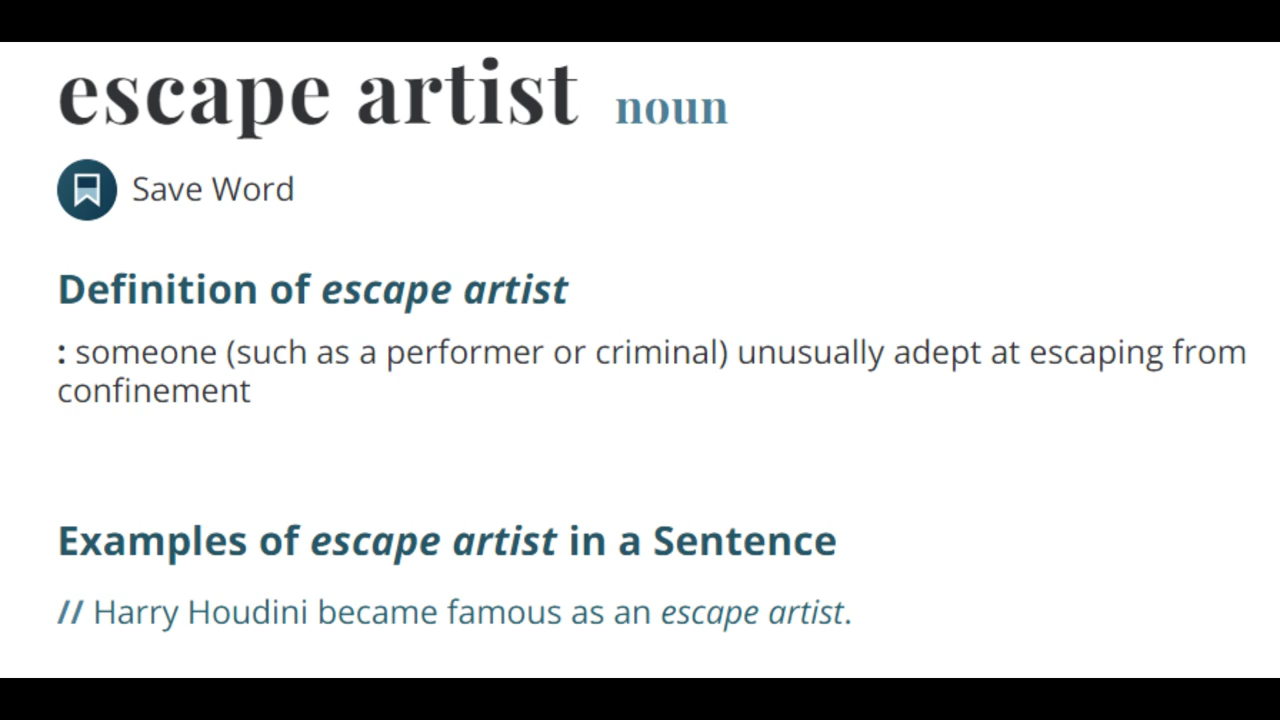 escape artist noun
Save Word
Definition of escape artist
: someone (such as a performer or criminal) unusually adept at escaping from
confinement
Examples of escape artist in a Sentence
// Harry Houdini became famous as an escape artist.